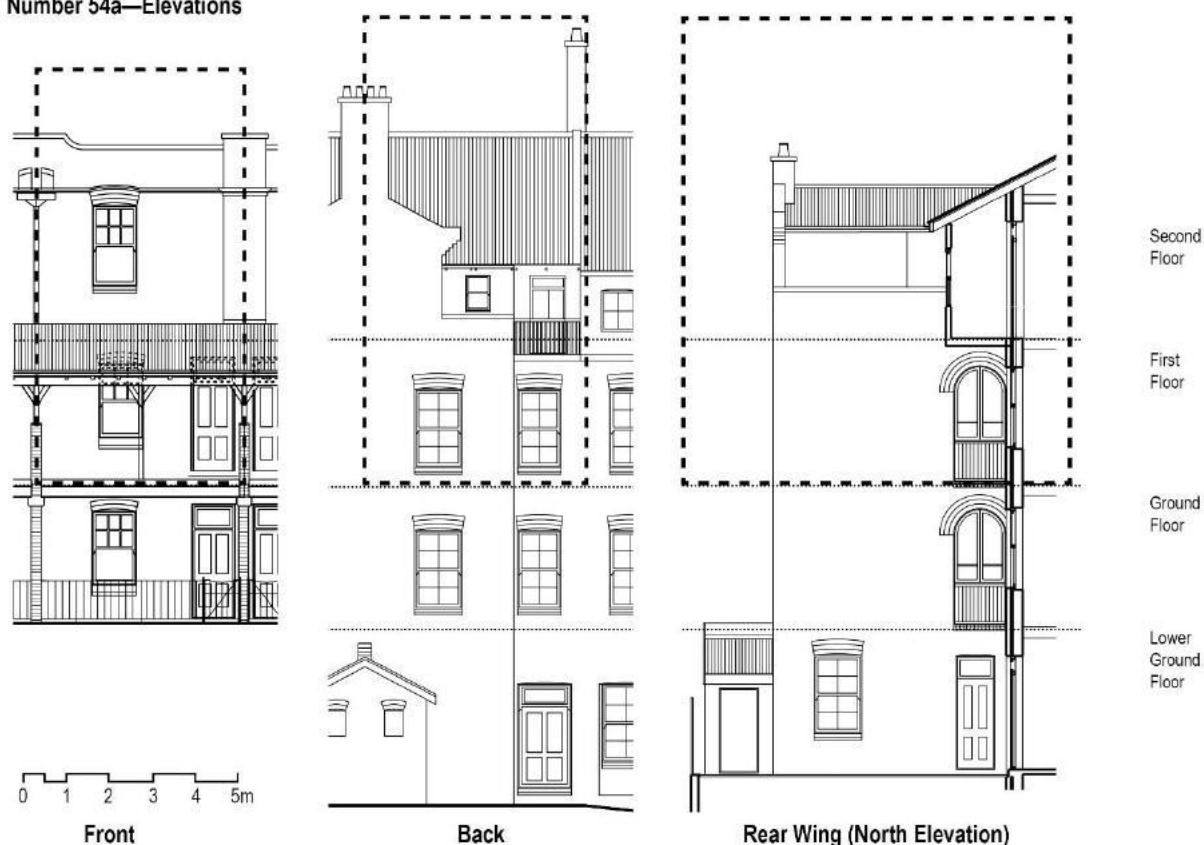 Number 54a—Elevations
Second
Floor
First
Floor
Ground
Floor
Lower
Ground
Floor
0 1 2 3 4 5m
Front
Back
Rear Wing (North Elevation)